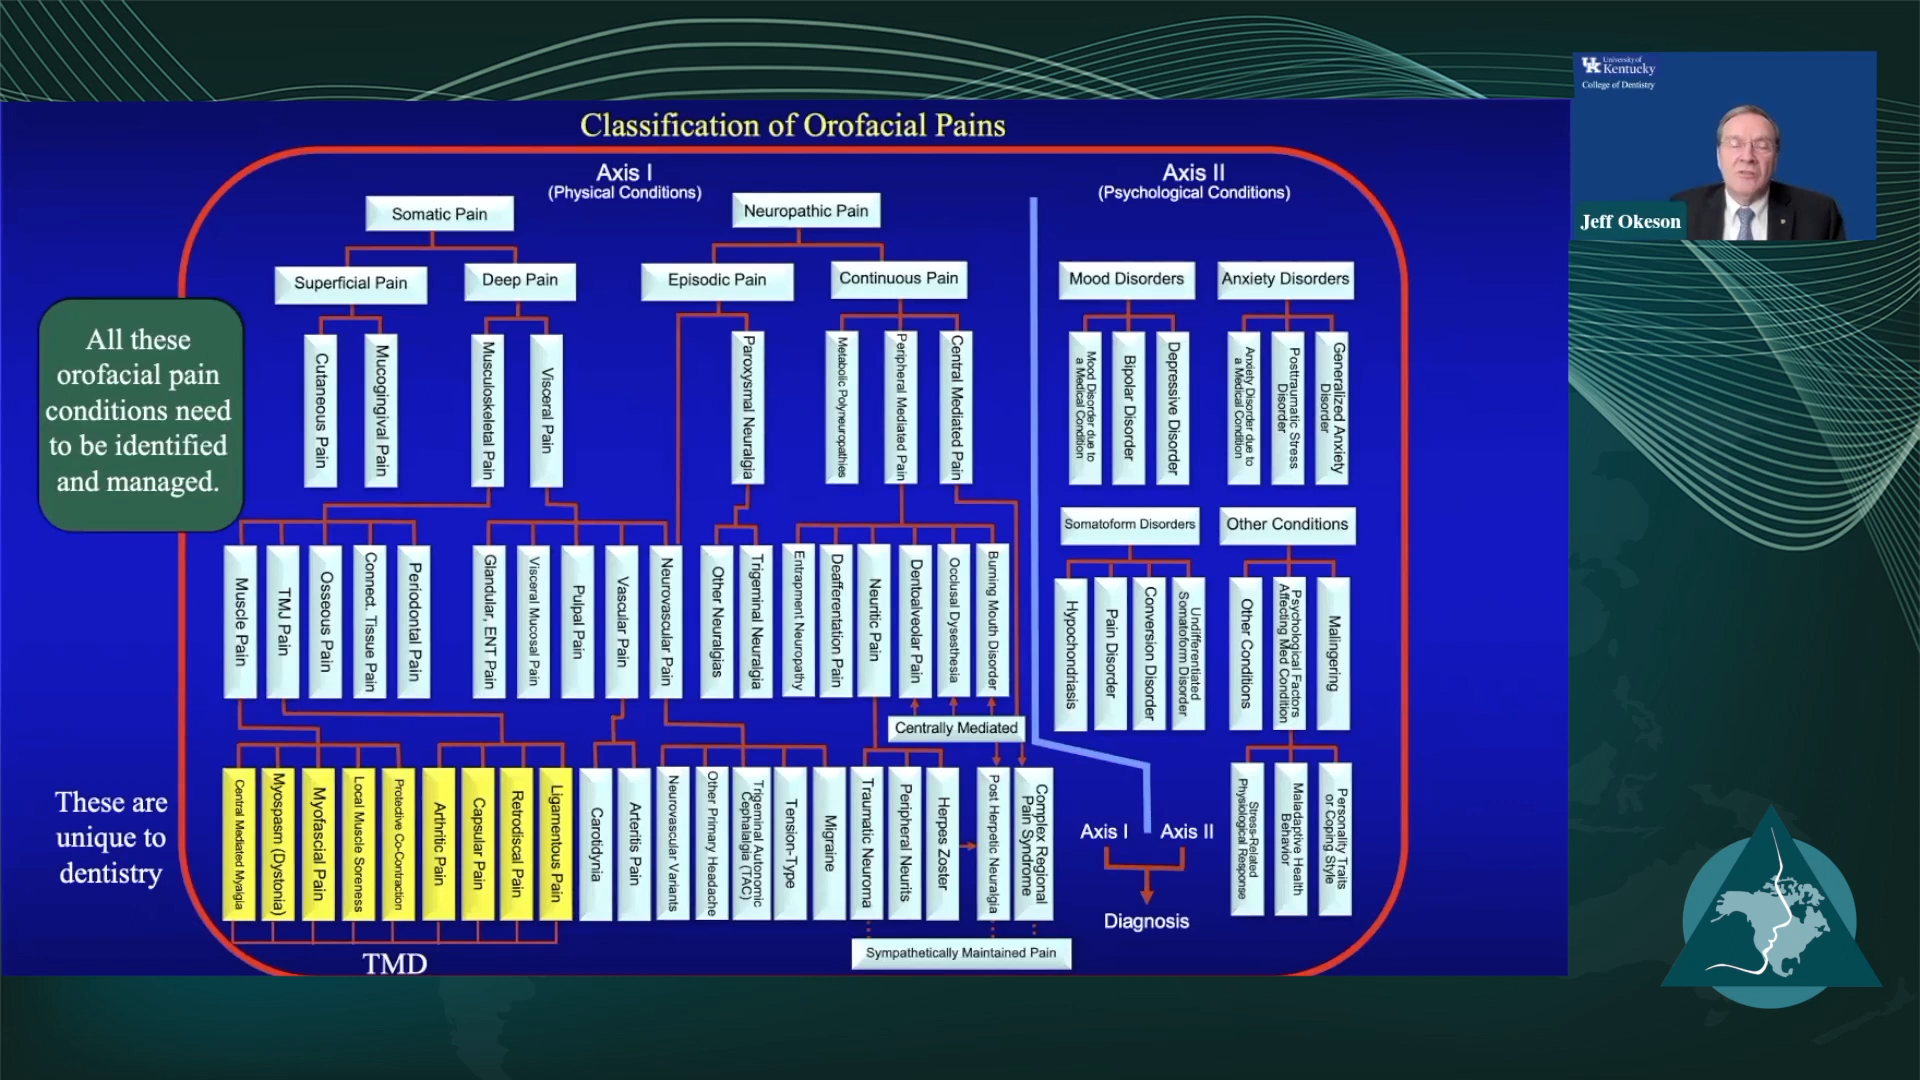 Classification of Orofacial Pains
Axis I
(Physical Conditions)
Axis II
(Psychological Conditions)
University of
Kentucky
College of Dentistry
Jeff Okeson
Somatic Pain
Neuropathic Pain
Superficial Pain
Deep Pain
Episodic Pain
Continuous Pain
Mood Disorders
Anxiety Disorders
All these
orofacial pain
conditions need
to be identified
and managed.
Cutaneous Pain
Mucogingival Pain
Musculoskeletal Pain
Visceral Pain
Paroxysmal Neuralgia
Metabolic Polyneuropathies
Peripheral Mediated Pain
Central Mediated Pain
Mood Disorder due to
a Medical Condition
Bipolar Disorder
Depressive Disorder
Anxiety Disorder due to
a Medical Condition
Posttraumatic Stress
Disorder
Generalized Anxiety
Disorder
Somatoform Disorders
Other Conditions
Muscle Pain
TMJ Pain
Osseous Pain
Connect. Tissue Pain
Periodontal Pain
Glandular, ENT Pain
Visceral Mucosal Pain
Pulpal Pain
Vascular Pain
Neurovascular Pain
Other Neuralgias
Trigeminal Neuralgia
Entrapment Neuropathy
Deafferentation Pain
Neuritic Pain
Dentoalveolar Pain
Occlusal Dysesthesia
Burning Mouth Disorder
Hypochondriasis
Pain Disorder
Conversion Disorder
Undifferentiated
Somatoform Disorder
Other Conditions
Psychological Factors
Affecting Med Condition
Malingering
Centrally Mediated
These are
unique to
dentistry
Central Mediated Myalgia
Myospasm (Dystonia)
Myofascial Pain
Local Muscle Soreness
Protective Co-Contraction
Arthritic Pain
Capsular Pain
Retrodiscal Pain
Ligamentous Pain
Carotidynia
Arteritis Pain
Neurovascular Variants
Other Primary Headache
Trigeminal Autonomic
Cephalalgia (TAC)
Tension-Type
Migraine
Traumatic Neuroma
Peripheral Neurits
Herpes Zoster
Post Herpetic Neuralgia
Complex Regional
Pain Syndrome
Axis I
Axis II
Diagnosis
Stress-Related
Physiological Response
Maladaptive Health
Behavior
Personality Traits
or Coping Style
TMD
Sympathetically Maintained Pain